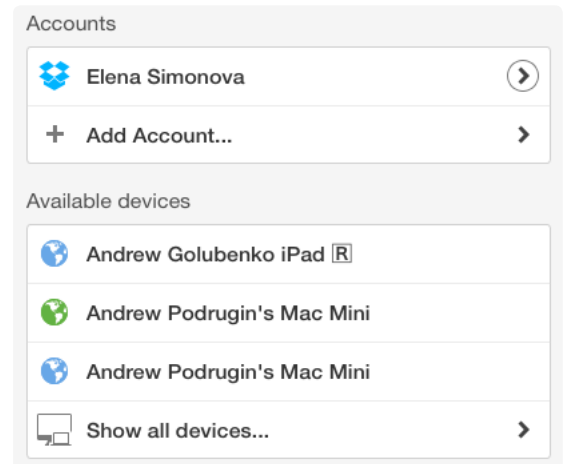 Accounts
Elena Simonova
Add Account...
Available devices
Andrew Golubenko iPad 🅁
Andrew Podrugin's Mac Mini
Andrew Podrugin's Mac Mini
Show all devices...